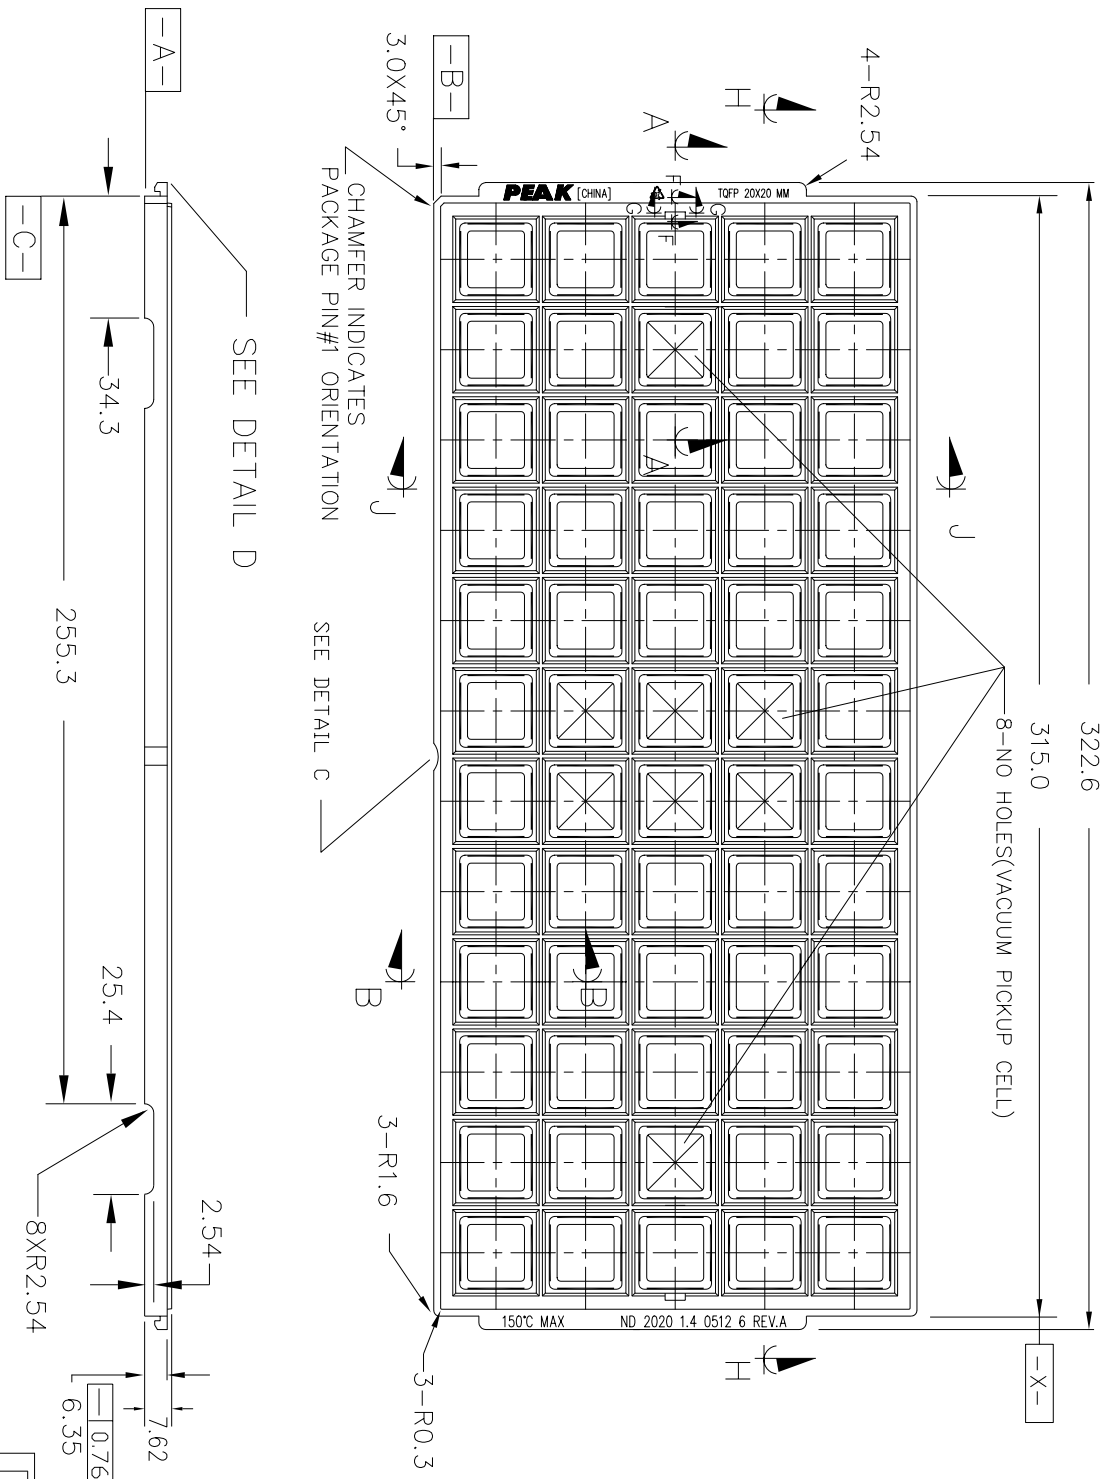 322.6
315.0
-X-
8-NO HOLES(VACUUM PICKUP CELL)
4-R2.54
H
H
J
J
A
A
PEAK
[CHINA]
TQFP 20X20 MM
F
F
G
G
150°C MAX
ND 2020 1.4 0512 6 REV.A
-B-
3.0X45°
CHAMFER INDICATES
PACKAGE PIN#1 ORIENTATION
SEE DETAIL C
B
B
3-R1.6
3-R0.3
SEE DETAIL D
-A-
-C-
34.3
255.3
25.4
8XR2.54
2.54
7.62
6.35
— 0.76